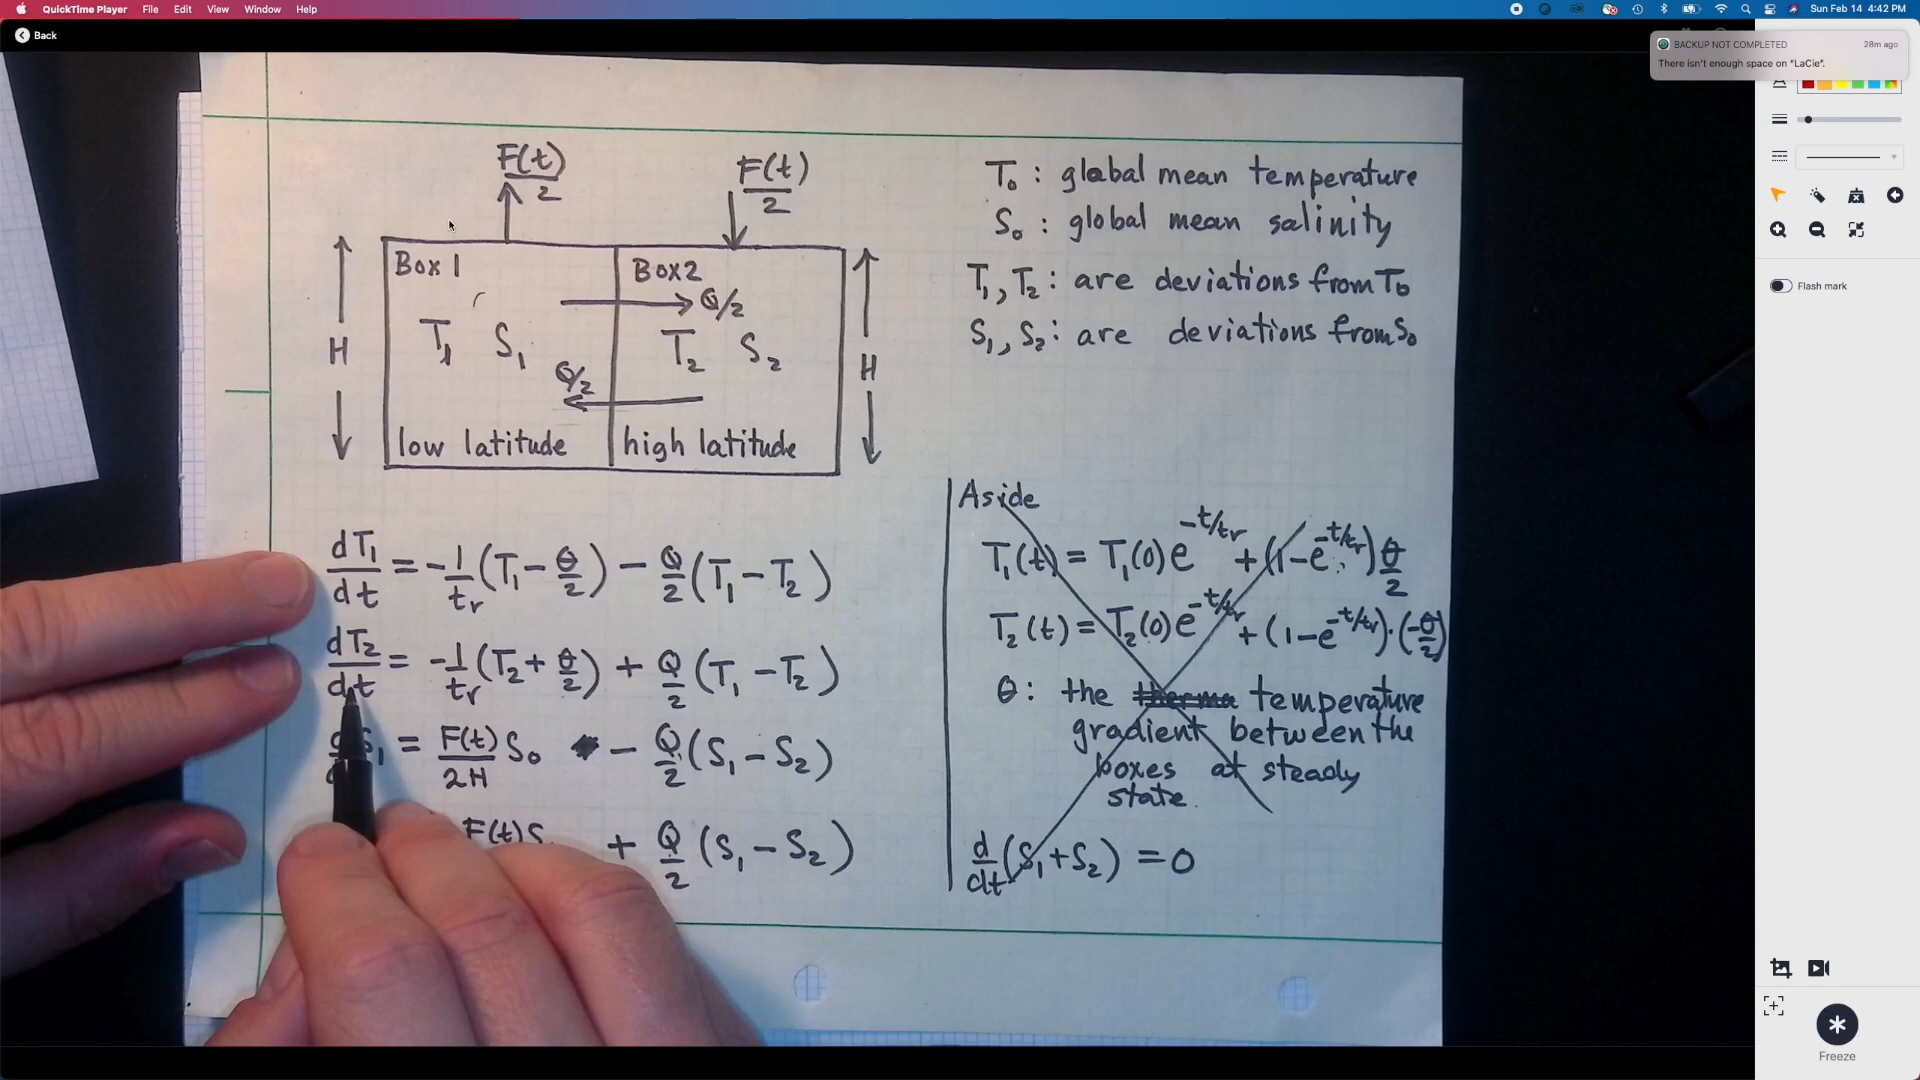 QuickTime Player File Edit View Window Help
Sun Feb 14 4:42 PM
Back
BACKUP NOT COMPLETED 28m ago
There isn't enough space on "LaCie".
F(t)/2
F(t)/2
Box 1
Box 2
Q/2
T₁ S₁
T₂ S₂
Q/2
H
H
low latitude
high latitude
T₀ : global mean temperature
S₀ : global mean salinity
T₁, T₂ : are deviations from T₀
S₁, S₂ : are deviations from S₀
dT₁/dt = -1/tr (T₁ - θ/2) - Q/2 (T₁ - T₂)
dT₂/dt = -1/tr (T₂ + θ/2) + Q/2 (T₁ - T₂)
S₁ = F(t)/2H S₀ - Q/2 (S₁ - S₂)
F(t)S + Q/2 (S₁ - S₂)
Aside
T₁(t) = T₁(0)e^-t/tr + (1-e^-t/tr) θ/2
T₂(t) = T₂(0)e^-t/tr + (1-e^-t/tr)·(-θ/2)
θ : the therma temperature
gradient between the
boxes at steady
state.
d/dt (S₁+S₂) = 0
Flash mark
Freeze